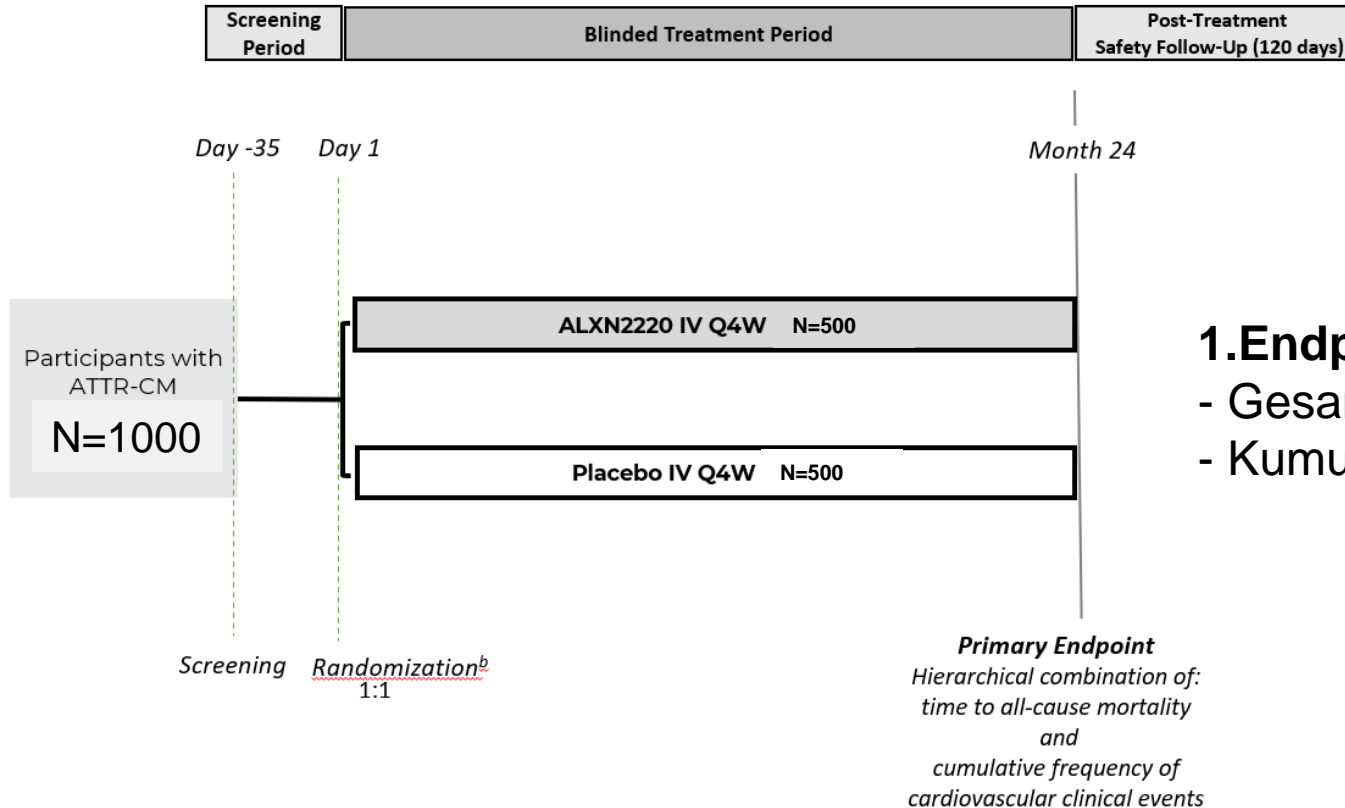 Screening
Period
Blinded Treatment Period
Post-Treatment
Safety Follow-Up (120 days)
Day -35
Day 1
Month 24
Participants with
ATTR-CM
N=1000
ALXN2220 IV Q4W N=500
Placebo IV Q4W N=500
1.Endp
- Gesa
- Kumu
Screening
Randomizationᵇ
1:1
Primary Endpoint
Hierarchical combination of:
time to all-cause mortality
and
cumulative frequency of
cardiovascular clinical events